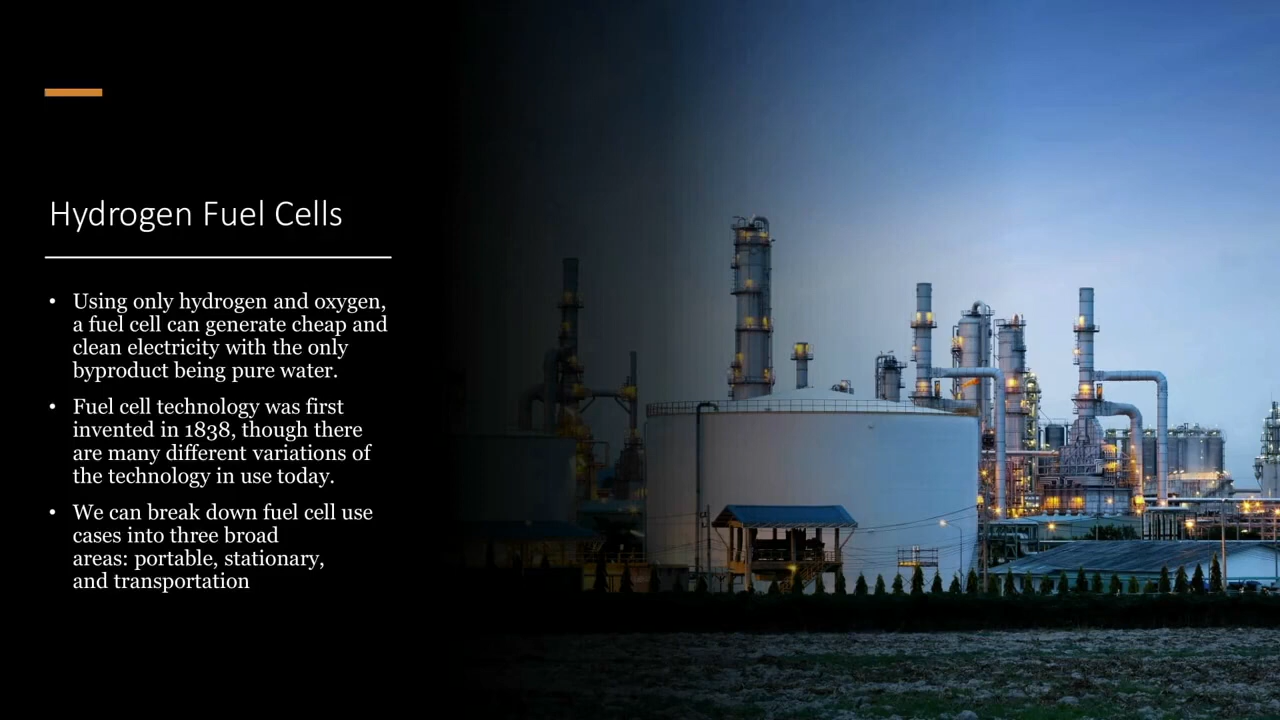 Hydrogen Fuel Cells
• Using only hydrogen and oxygen,
a fuel cell can generate cheap and
clean electricity with the only
byproduct being pure water.
• Fuel cell technology was first
invented in 1838, though there
are many different variations of
the technology in use today.
• We can break down fuel cell use
cases into three broad
areas: portable, stationary,
and transportation